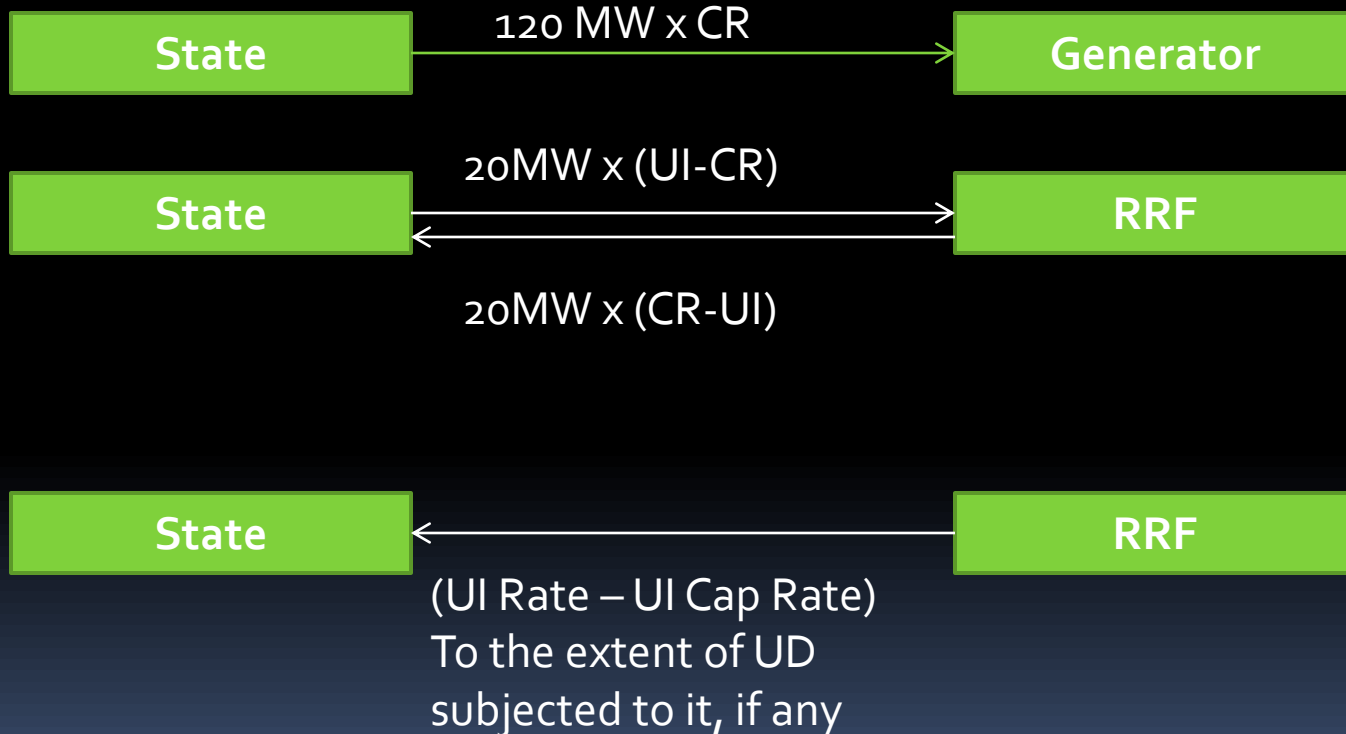 120 MW x CR
State
Generator
20MW x (UI-CR)
State
RRF
20MW x (CR-UI)
State
RRF
(UI Rate – UI Cap Rate)
To the extent of UD
subjected to it, if any